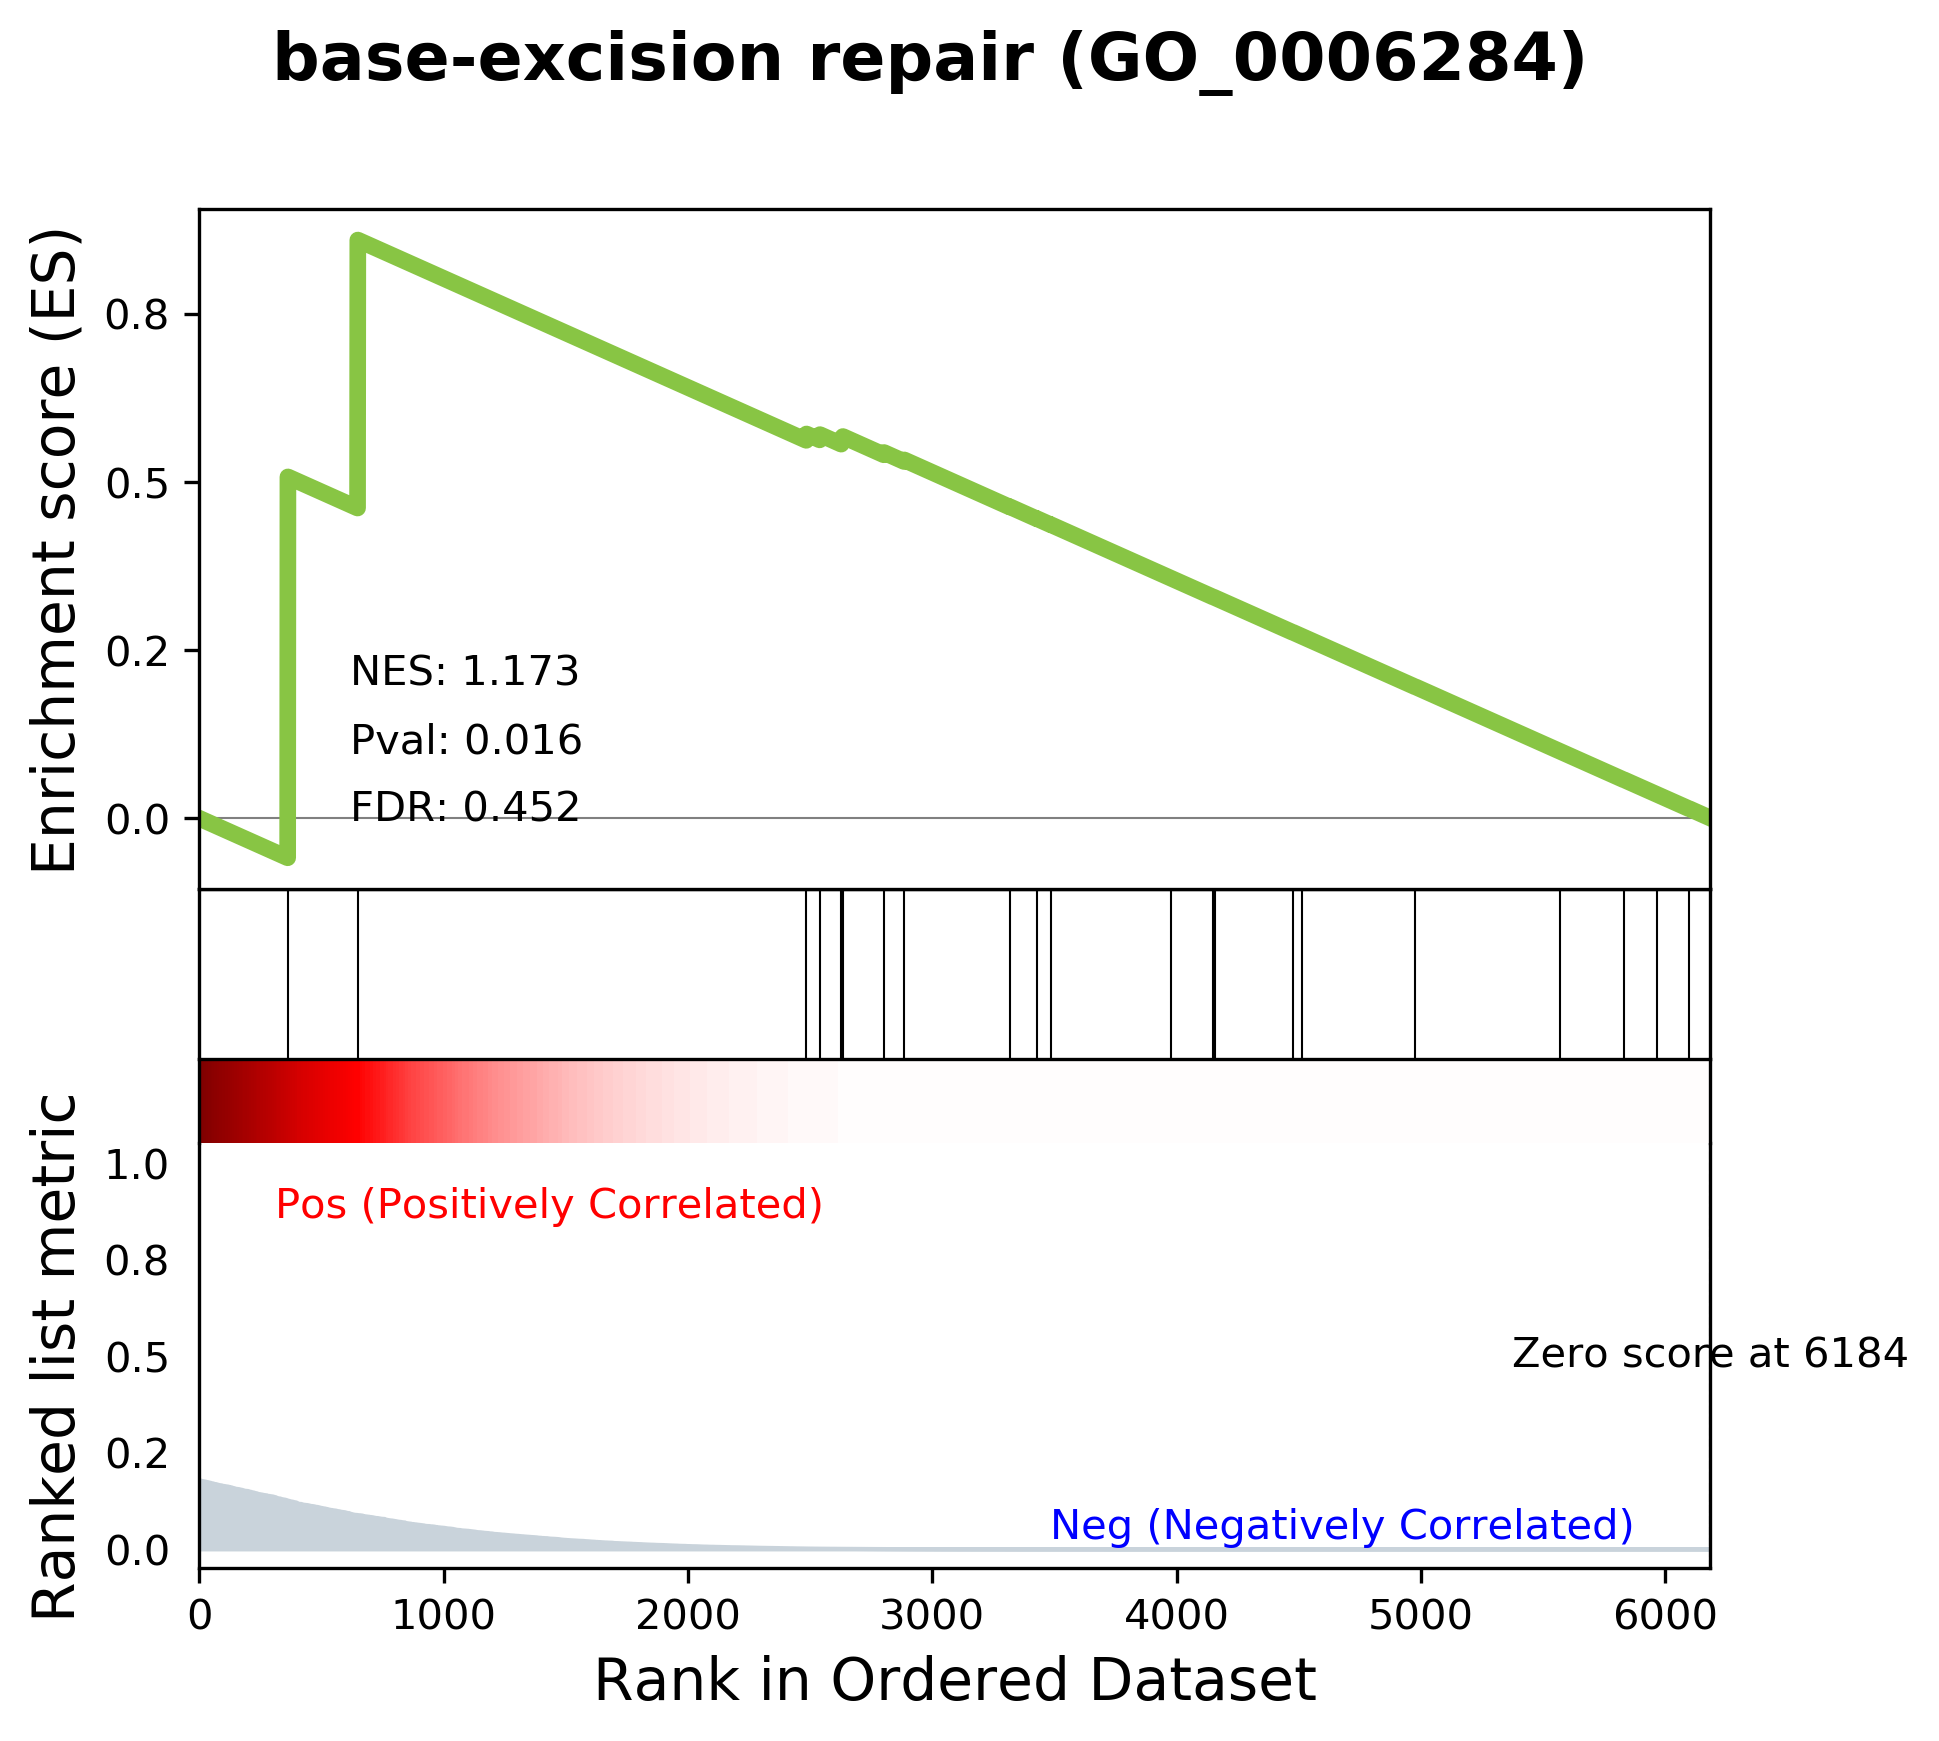 base-excision repair (GO_0006284)
Enrichment score (ES)
0.8
0.5
0.2
0.0
NES: 1.173
Pval: 0.016
FDR: 0.452
Ranked list metric
1.0
0.8
0.5
0.2
0.0
Pos (Positively Correlated)
Zero score at 6184
Neg (Negatively Correlated)
0 1000 2000 3000 4000 5000 6000
Rank in Ordered Dataset